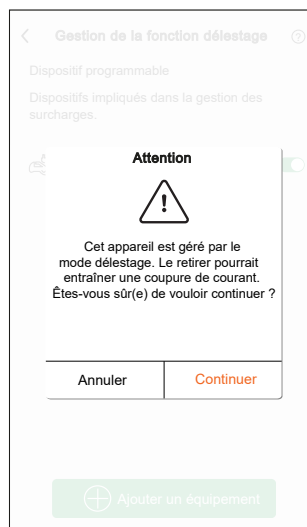 Gestion de la fonction délestage
Dispositif programmable
Dispositifs impliqués dans la gestion des
surcharges.
Attention
Cet appareil est géré par le
mode délestage. Le retirer pourrait
entraîner une coupure de courant.
Êtes-vous sûr(e) de vouloir continuer ?
Annuler
Continuer
Ajouter un équipement